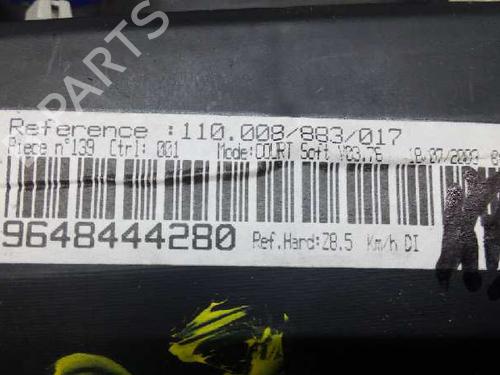 PARTS
Reference :110.008/883/017
Piece n°139 Ctrl: 001 Mode:COURT Soft V03.76 18/07/2003
9648444280 Ref.Hard:Z8.5 Km/h DI